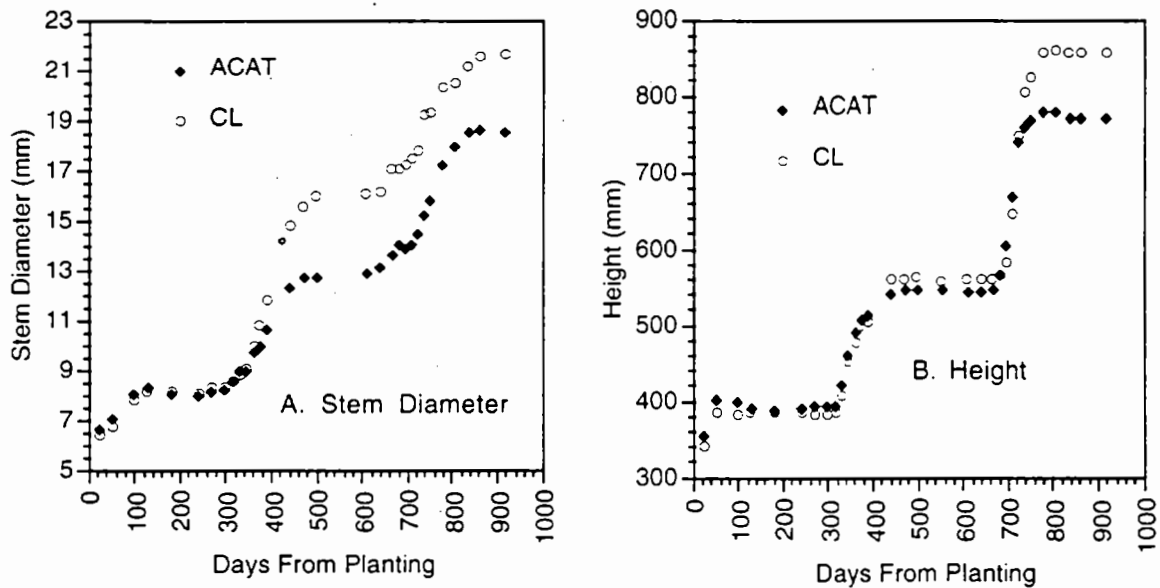 23
21
19
17
15
13
11
9
7
5
Stem Diameter (mm)
ACAT
CL
A. Stem Diameter
0 100 200 300 400 500 600 700 800 900 1000
Days From Planting
900
800
700
600
500
400
300
Height (mm)
ACAT
CL
B. Height
0 100 200 300 400 500 600 700 800 900 1000
Days From Planting